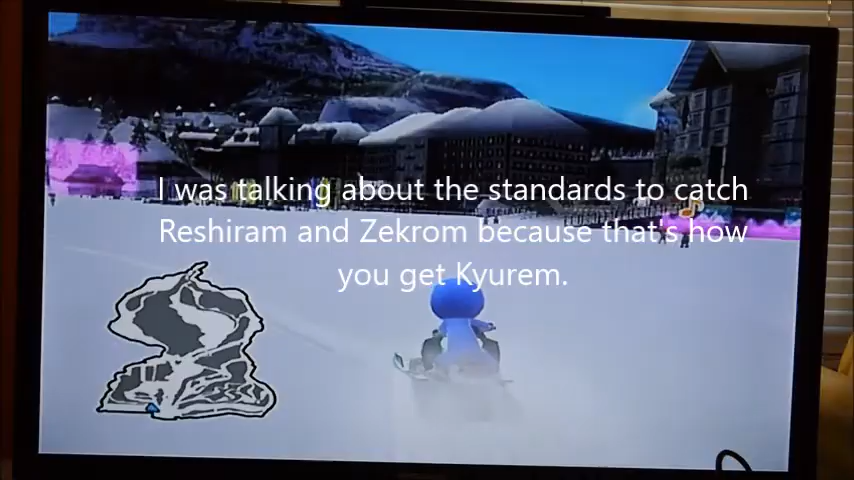 I was talking about the standards to catch
Reshiram and Zekrom because that's how
you get Kyurem.